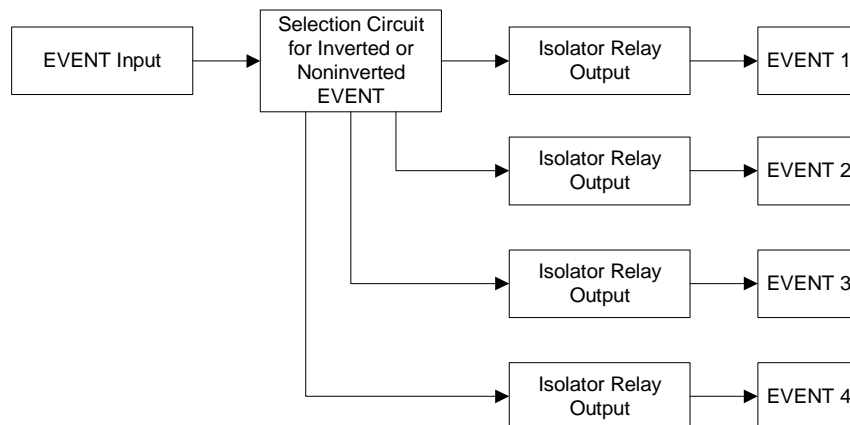 EVENT Input
Selection Circuit
for Inverted or
Noninverted
EVENT
Isolator Relay
Output
EVENT 1
Isolator Relay
Output
EVENT 2
Isolator Relay
Output
EVENT 3
Isolator Relay
Output
EVENT 4